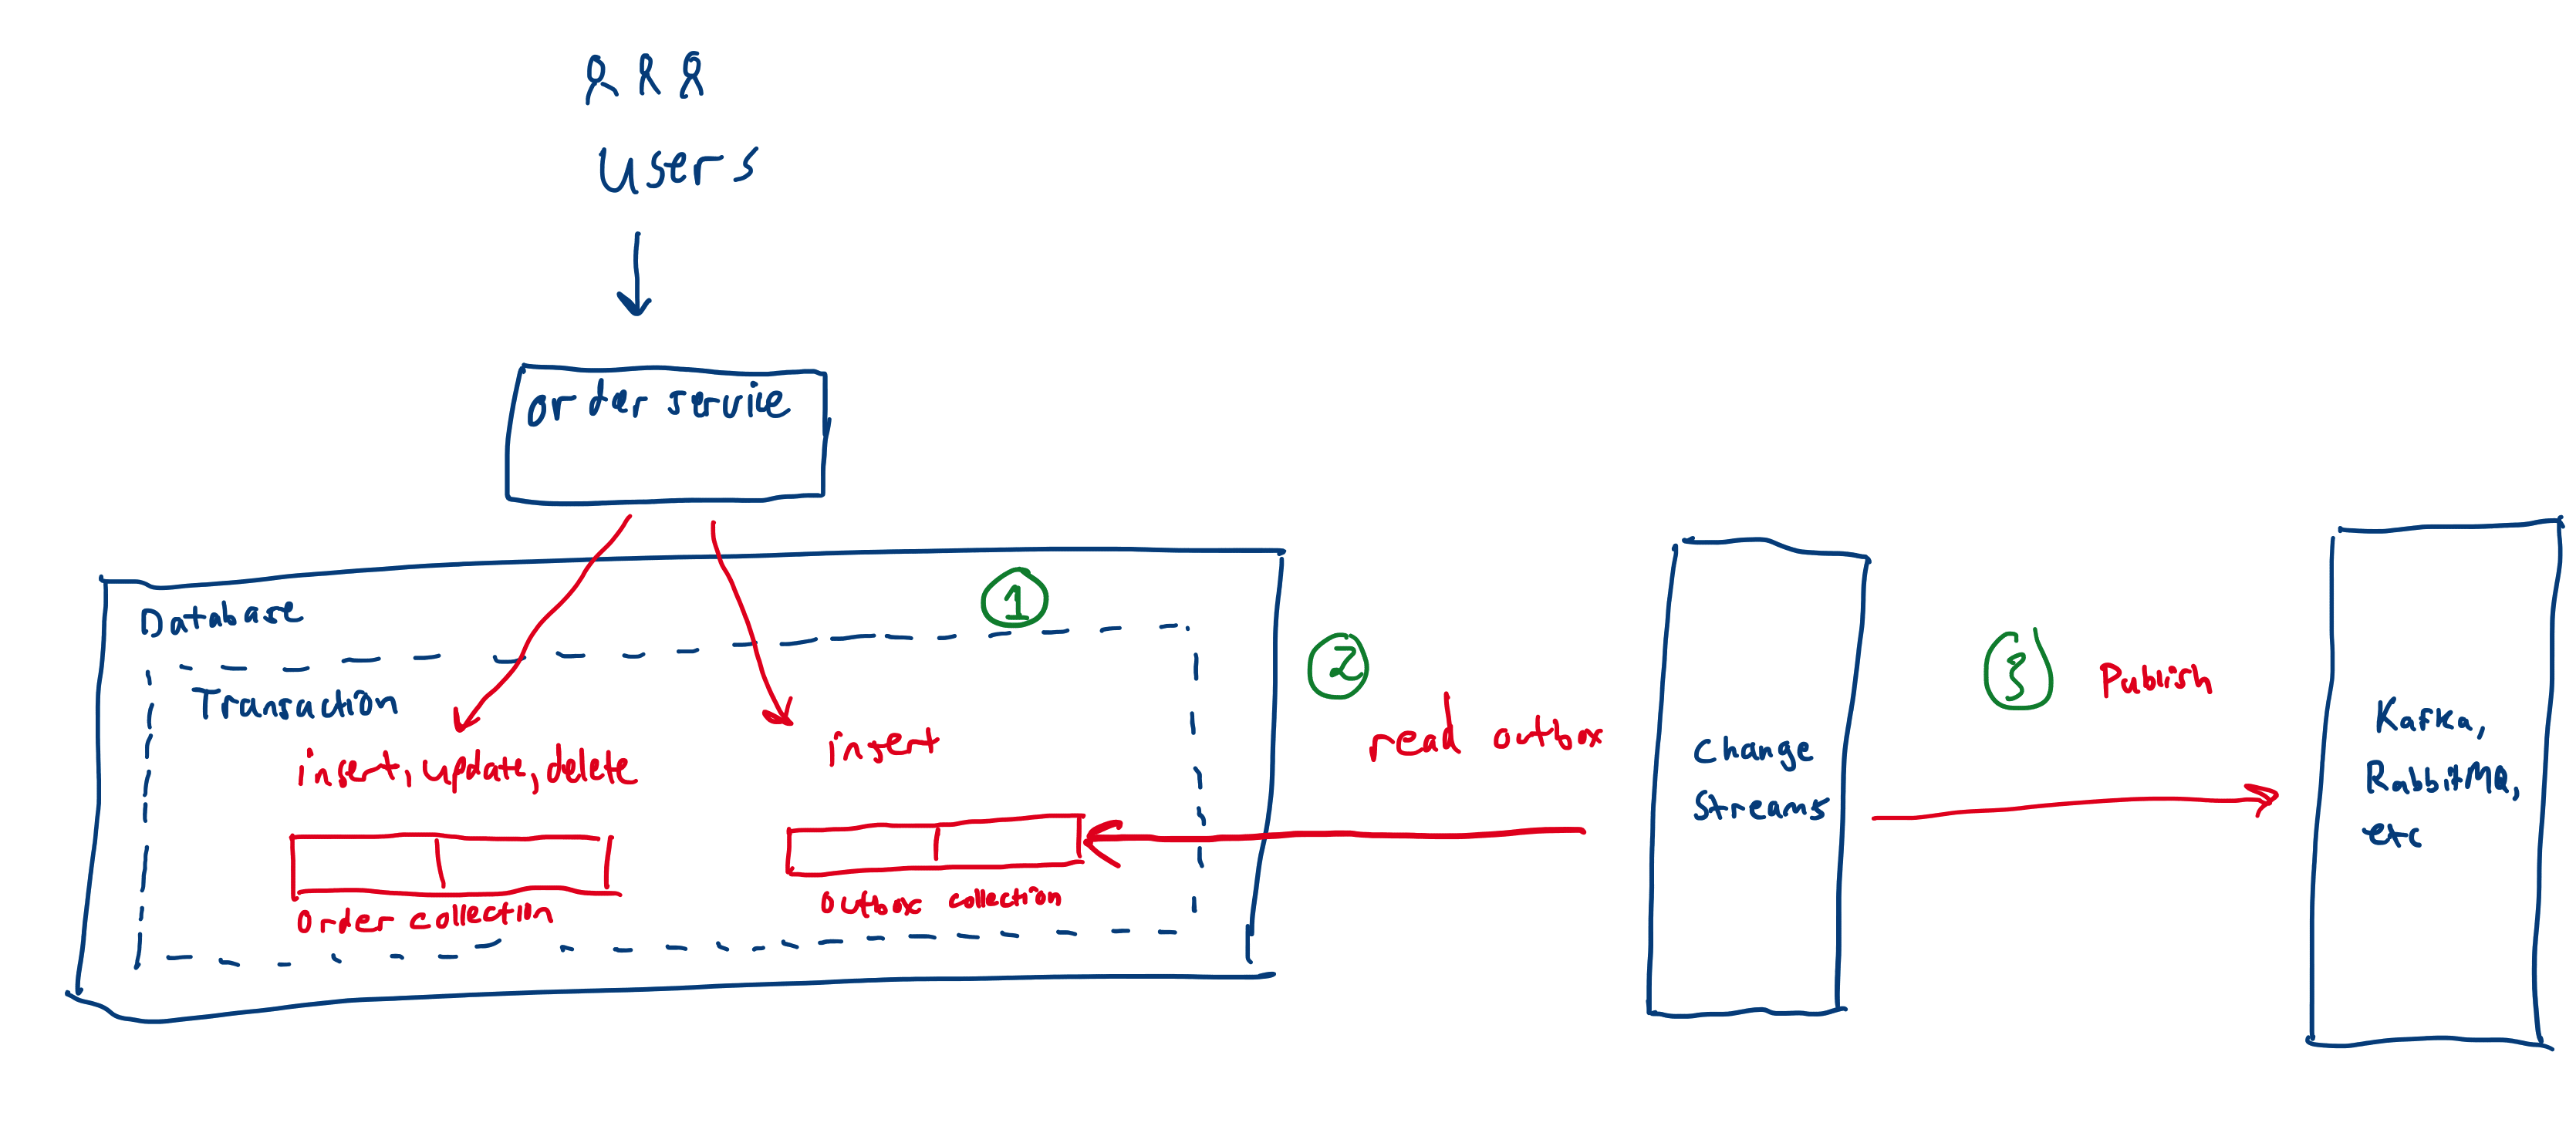 users
order service
Database
1
Transaction
insert, update, delete
insert
order collection
outbox collection
2
read outbox
Change
Streams
3
Publish
Kafka,
RabbitMQ,
etc